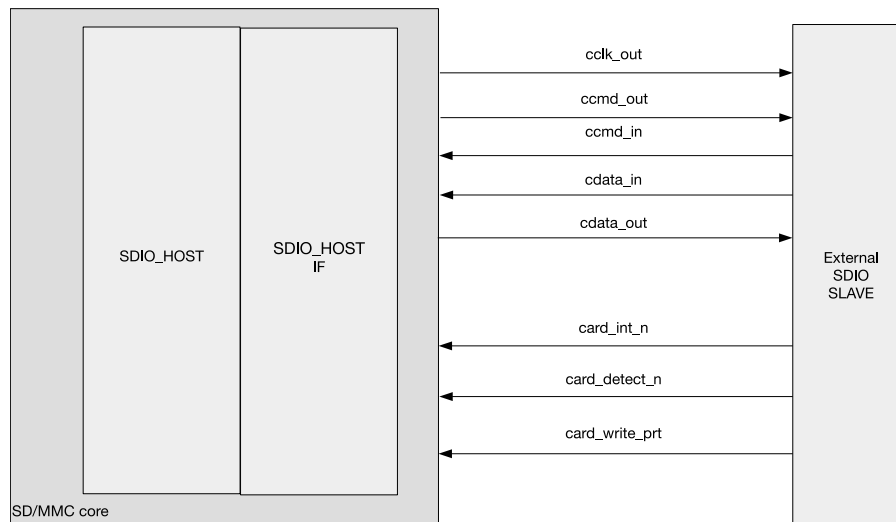 cclk_out
ccmd_out
ccmd_in
cdata_in
cdata_out
SDIO_HOST
SDIO_HOST
IF
External
SDIO
SLAVE
card_int_n
card_detect_n
card_write_prt
SD/MMC core